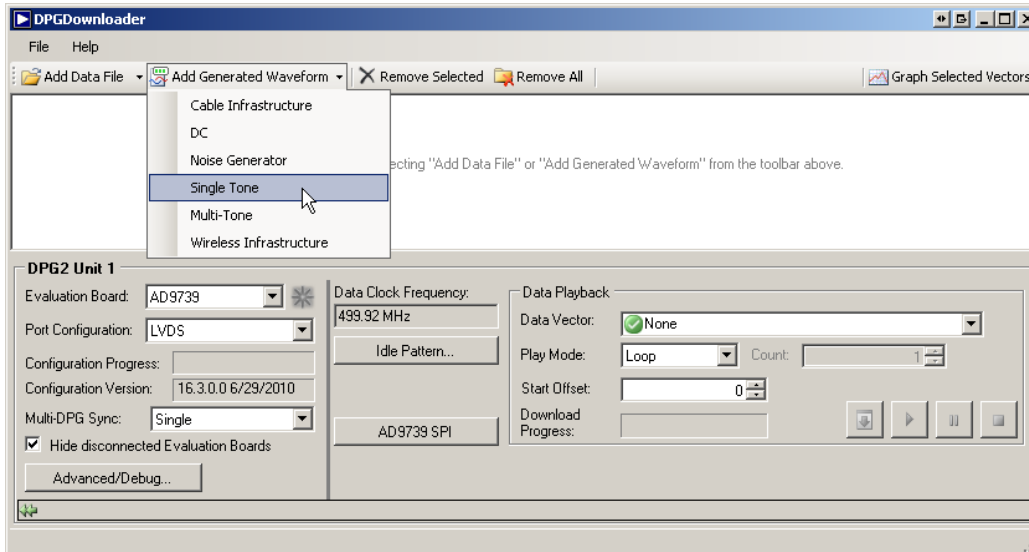 DPGDownloader
File Help
Add Data File Add Generated Waveform Remove Selected Remove All Graph Selected Vectors
Cable Infrastructure
DC
Noise Generator
ecting "Add Data File" or "Add Generated Waveform" from the toolbar above.
Single Tone
Multi-Tone
Wireless Infrastructure
DPG2 Unit 1
Evaluation Board: AD9739
Port Configuration: LVDS
Configuration Progress:
Configuration Version: 16.3.0.0 6/29/2010
Multi-DPG Sync: Single
Hide disconnected Evaluation Boards
Advanced/Debug...
Data Clock Frequency:
499.92 MHz
Idle Pattern...
AD9739 SPI
Data Playback
Data Vector: None
Play Mode: Loop Count: 1
Start Offset: 0
Download
Progress: